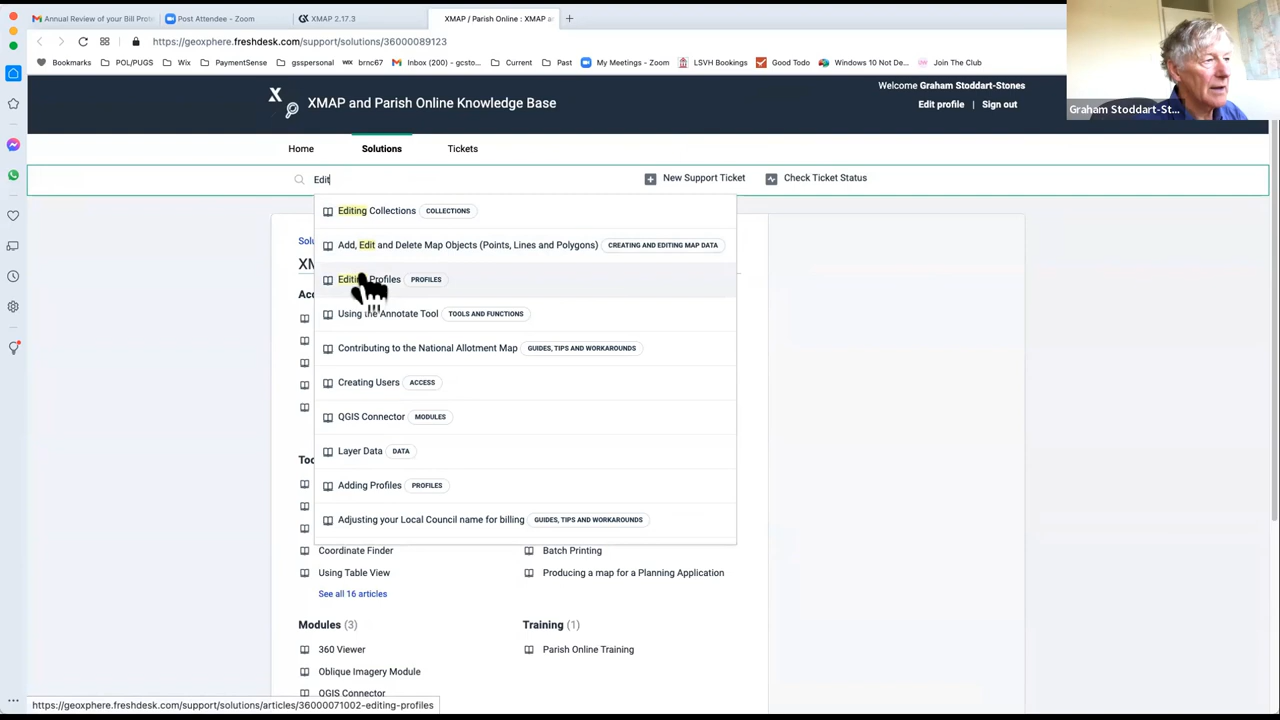 Annual Review of your Bill Prot
Post Attendee - Zoom
XMAP 2.17.3
XMAP / Parish Online : XMAP an
https://geoxphere.freshdesk.com/support/solutions/36000089123
Bookmarks
POL/PUGS
Wix
PaymentSense
gsspersonal
WIX brnc67
Inbox (200) - gcsto...
Current
Past
My Meetings - Zoom
LSVH Bookings
Good Todo
Windows 10 Not De...
Join The Club
Graham Stoddart-St...
Welcome Graham Stoddart-Stones
Edit profile
Sign out
XMAP and Parish Online Knowledge Base
Home
Solutions
Tickets
Edit
New Support Ticket
Check Ticket Status
Editing Collections COLLECTIONS
Add, Edit and Delete Map Objects (Points, Lines and Polygons) CREATING AND EDITING MAP DATA
Editing Profiles PROFILES
Using the Annotate Tool TOOLS AND FUNCTIONS
Contributing to the National Allotment Map GUIDES, TIPS AND WORKAROUNDS
Creating Users ACCESS
QGIS Connector MODULES
Layer Data DATA
Adding Profiles PROFILES
Adjusting your Local Council name for billing GUIDES, TIPS AND WORKAROUNDS
Solu
XM
Acc
Too
Coordinate Finder
Batch Printing
Using Table View
Producing a map for a Planning Application
See all 16 articles
Modules (3)
Training (1)
360 Viewer
Parish Online Training
Oblique Imagery Module
QGIS Connector
https://geoxphere.freshdesk.com/support/solutions/articles/36000071002-editing-profiles